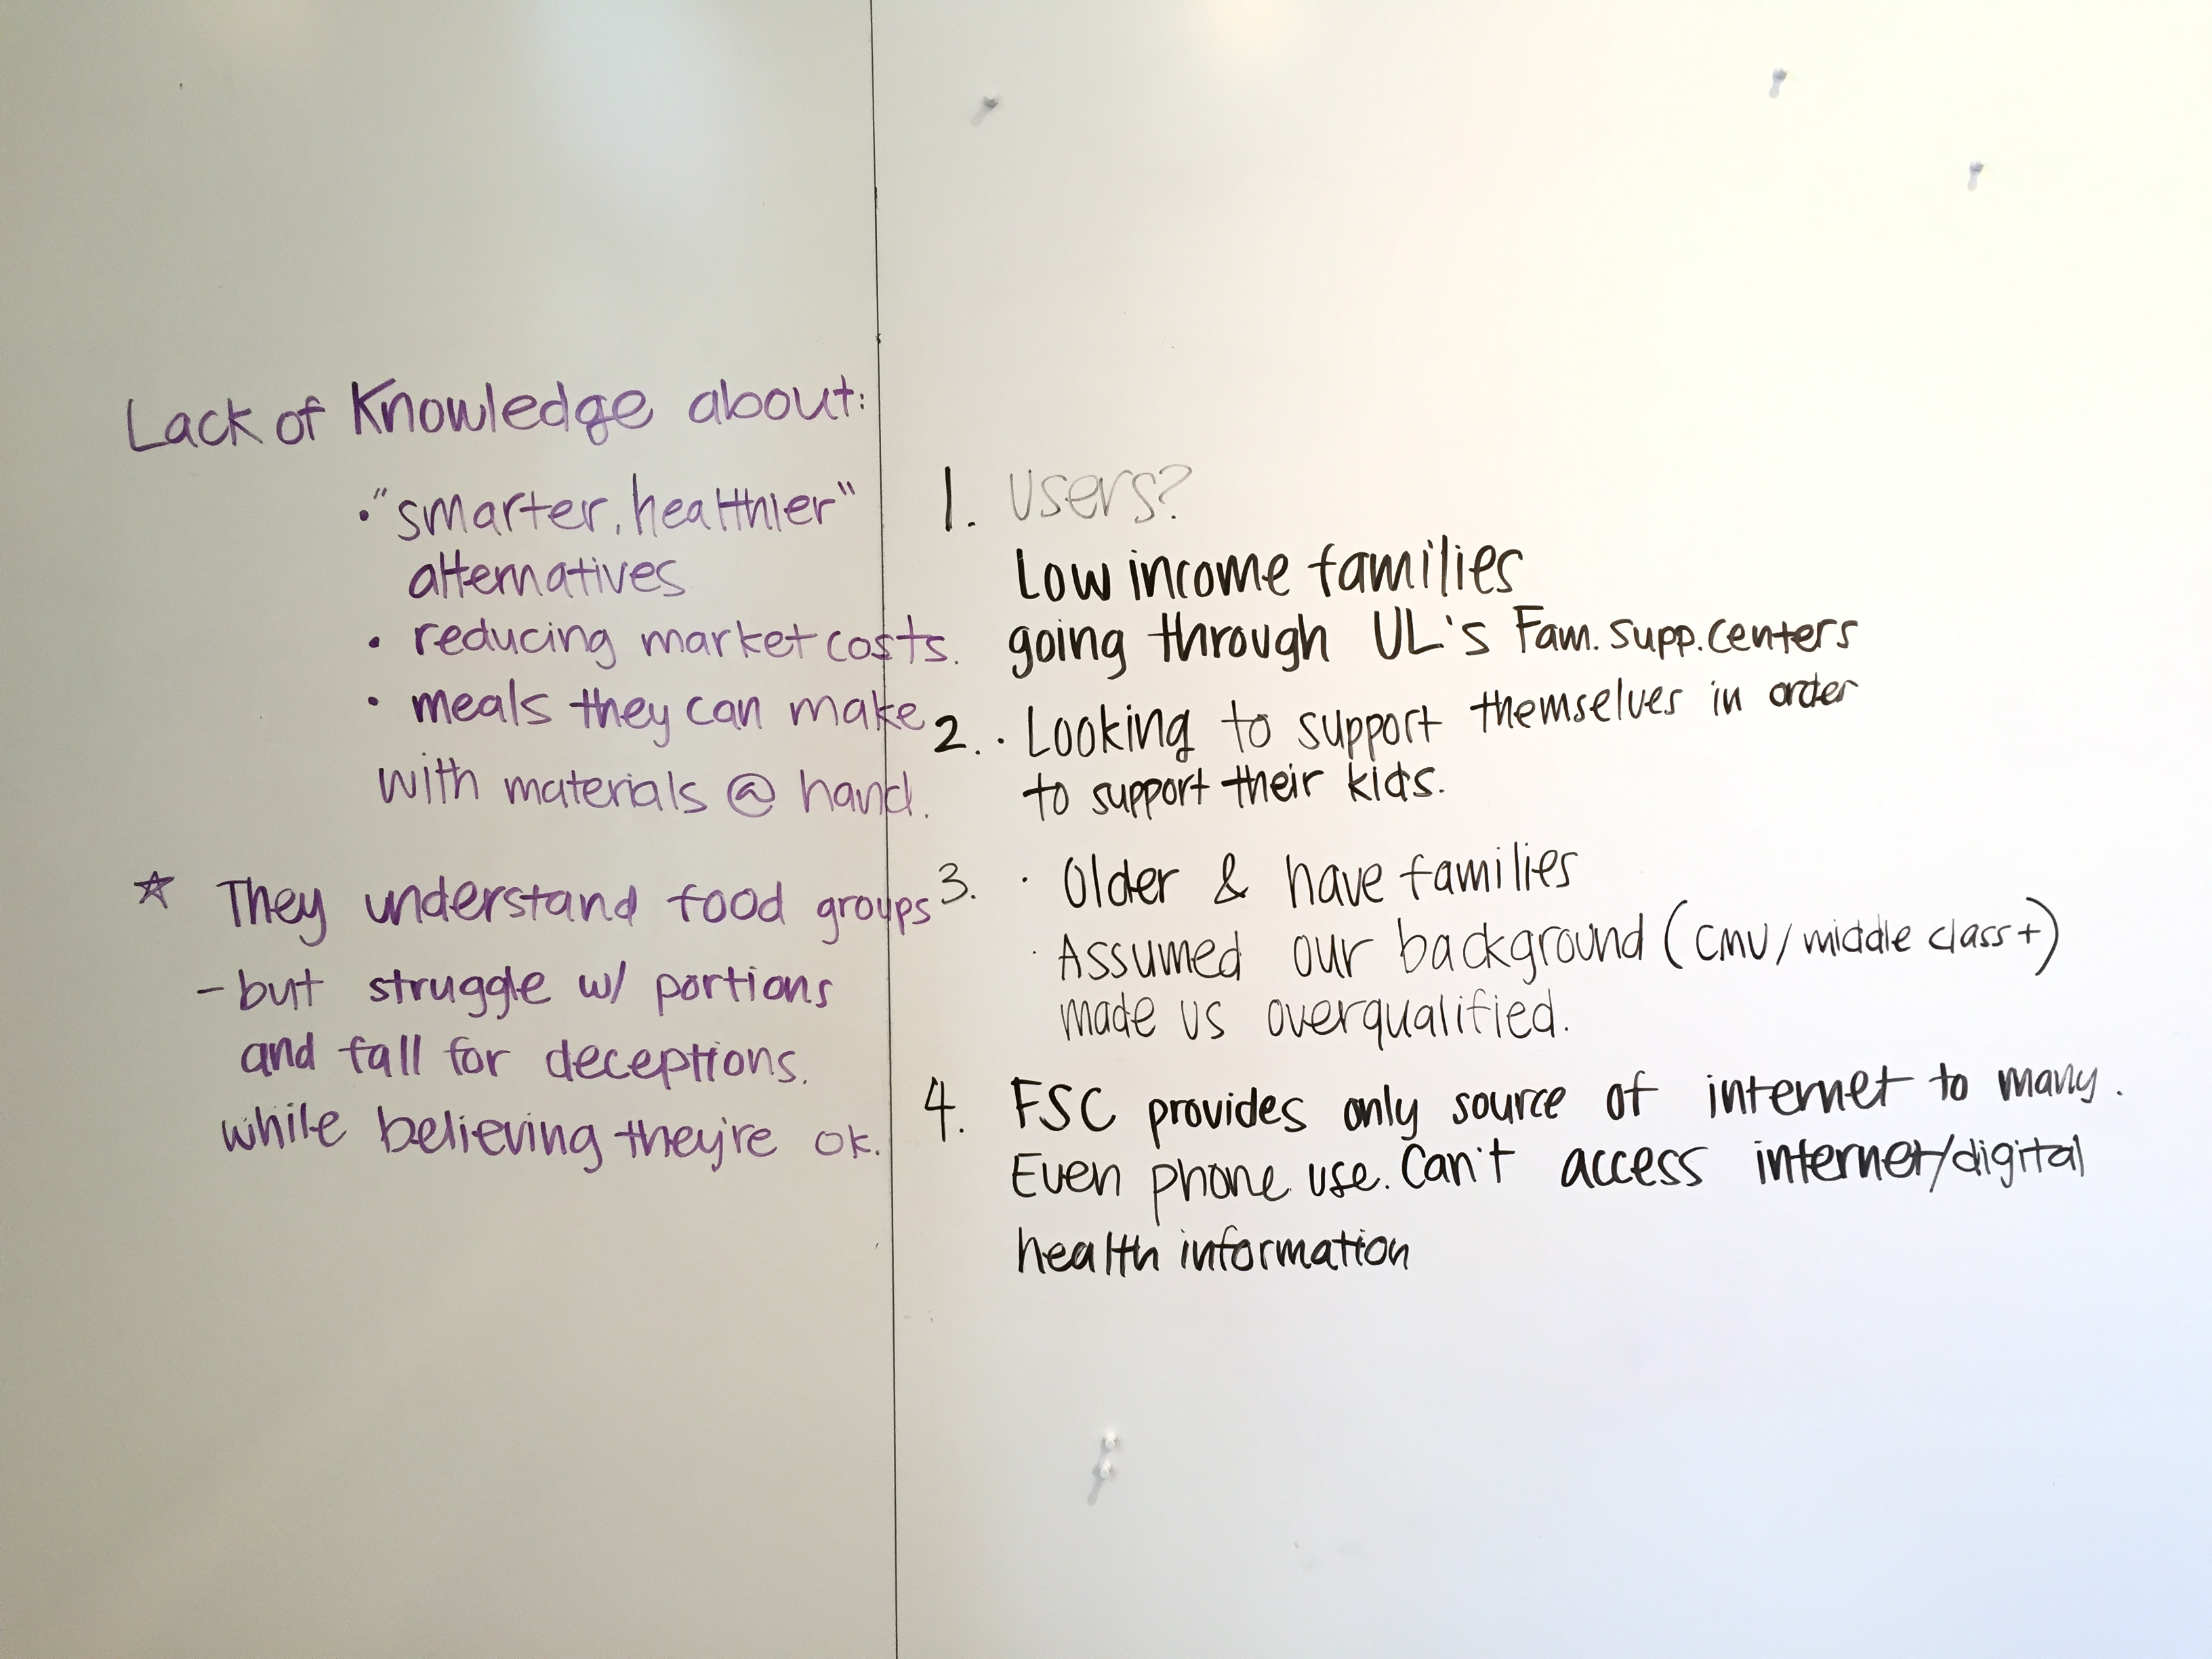 Lack of Knowledge about:
• "smarter, healthier"
alternatives
• reducing market costs.
• meals they can make
with materials @ hand.
☆ They understand food groups
- but struggle w/ portions
and fall for deceptions.
while believing they're ok.
1. users?
Low income families
going through UL's Fam. Supp. centers
2. · Looking to support themselves in order
to support their kids.
3. · Older & have families
· Assumed our background (CMU/middle class+)
made us overqualified.
4. FSC provides only source of internet to many.
Even phone use. Can't access internet/digital
health information